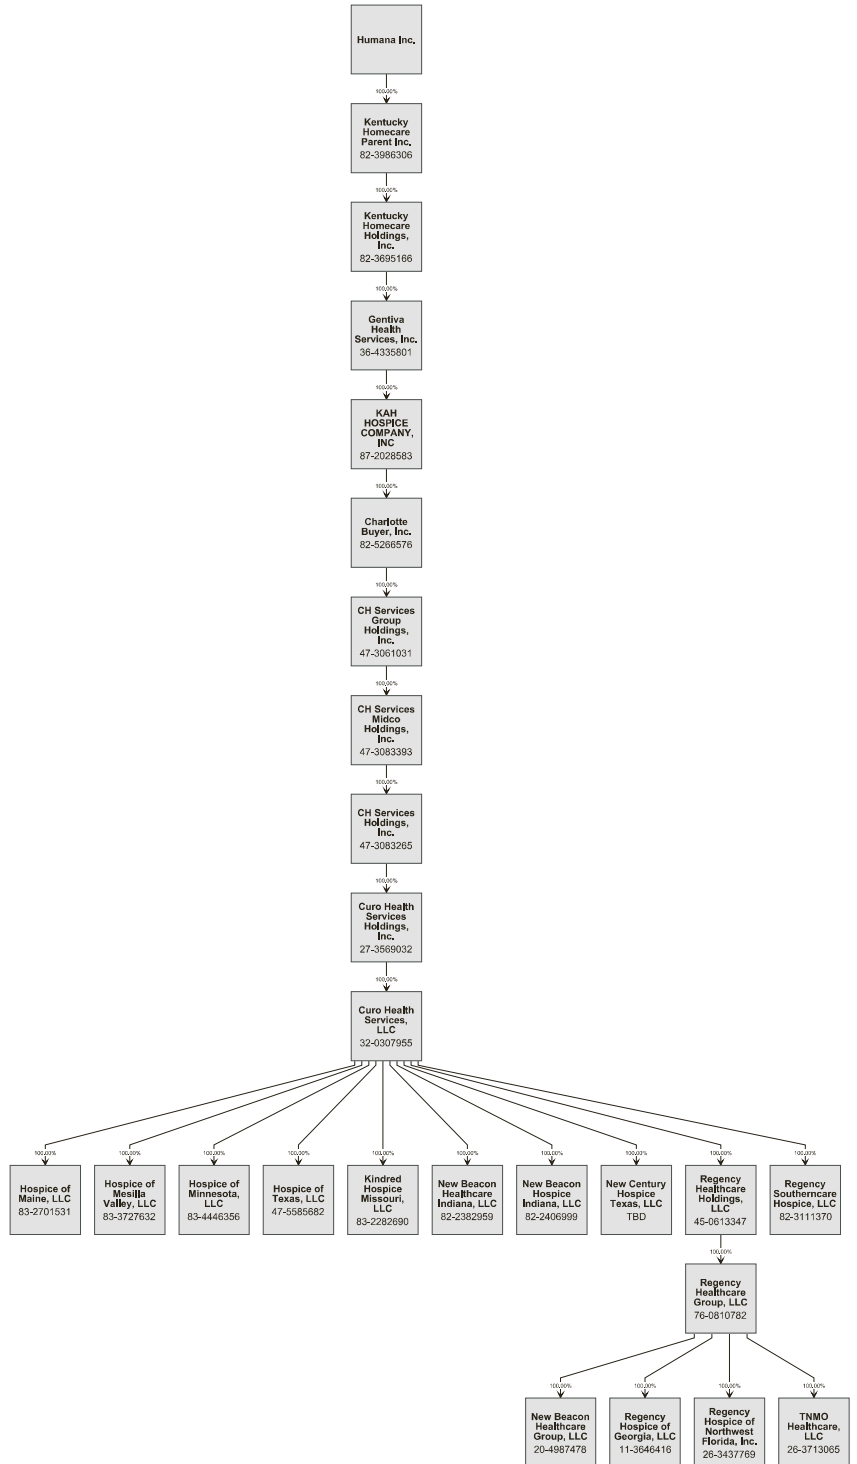 Humana Inc.
100.00%
Kentucky
Homecare
Parent Inc.
82-3986306
100.00%
Kentucky
Homecare
Holdings,
Inc.
82-3695166
100.00%
Gentiva
Health
Services, Inc.
36-4335801
100.00%
KAH
HOSPICE
COMPANY,
INC
87-2028583
100.00%
Charlotte
Buyer, Inc.
82-5266576
100.00%
CH Services
Group
Holdings,
Inc.
47-3061031
100.00%
CH Services
Midco
Holdings,
Inc.
47-3083393
100.00%
CH Services
Holdings,
Inc.
47-3083265
100.00%
Curo Health
Services
Holdings,
Inc.
27-3569032
100.00%
Curo Health
Services,
LLC
32-0307955
100.00%
Hospice of
Maine, LLC
83-2701531
100.00%
Hospice of
Mesilla
Valley, LLC
83-3727632
100.00%
Hospice of
Minnesota,
LLC
83-4446356
100.00%
Hospice of
Texas, LLC
47-5585682
100.00%
Kindred
Hospice
Missouri,
LLC
83-2282690
100.00%
New Beacon
Healthcare
Indiana, LLC
82-2382959
100.00%
New Beacon
Hospice
Indiana, LLC
82-2406999
100.00%
New Century
Hospice
Texas, LLC
TBD
100.00%
Regency
Healthcare
Holdings,
LLC
45-0613347
100.00%
Regency
Southerncare
Hospice, LLC
82-3111370
100.00%
Regency
Healthcare
Group, LLC
76-0810782
100.00%
New Beacon
Healthcare
Group, LLC
20-4987478
100.00%
Regency
Hospice of
Georgia, LLC
11-3646416
100.00%
Regency
Hospice of
Northwest
Florida, Inc.
26-3437769
100.00%
TNMO
Healthcare,
LLC
26-3713065